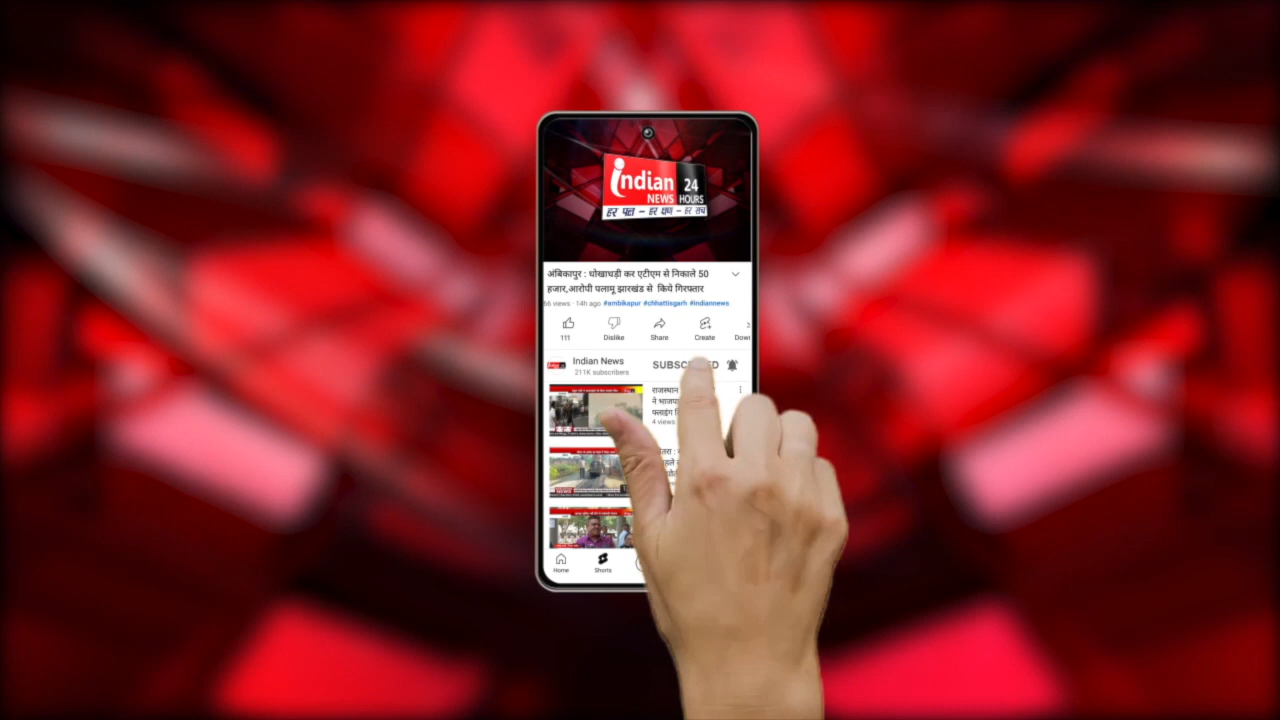 indian
NEWS
24
HOURS
हर पल - हर क्षण - हर सच
अंबिकापुर : धोखाधड़ी कर एटीएम से निकाले 50
हजार,आरोपी पलामू झारखंड से किये गिरफ्तार
66 views · 14h ago #ambikapur #chhattisgarh #indiannews
111
Dislike
Share
Create
Down
Indian News
211K subscribers
राजस्थान
ने भाजपा
फ्लाइंग
4 views
Home
Shorts